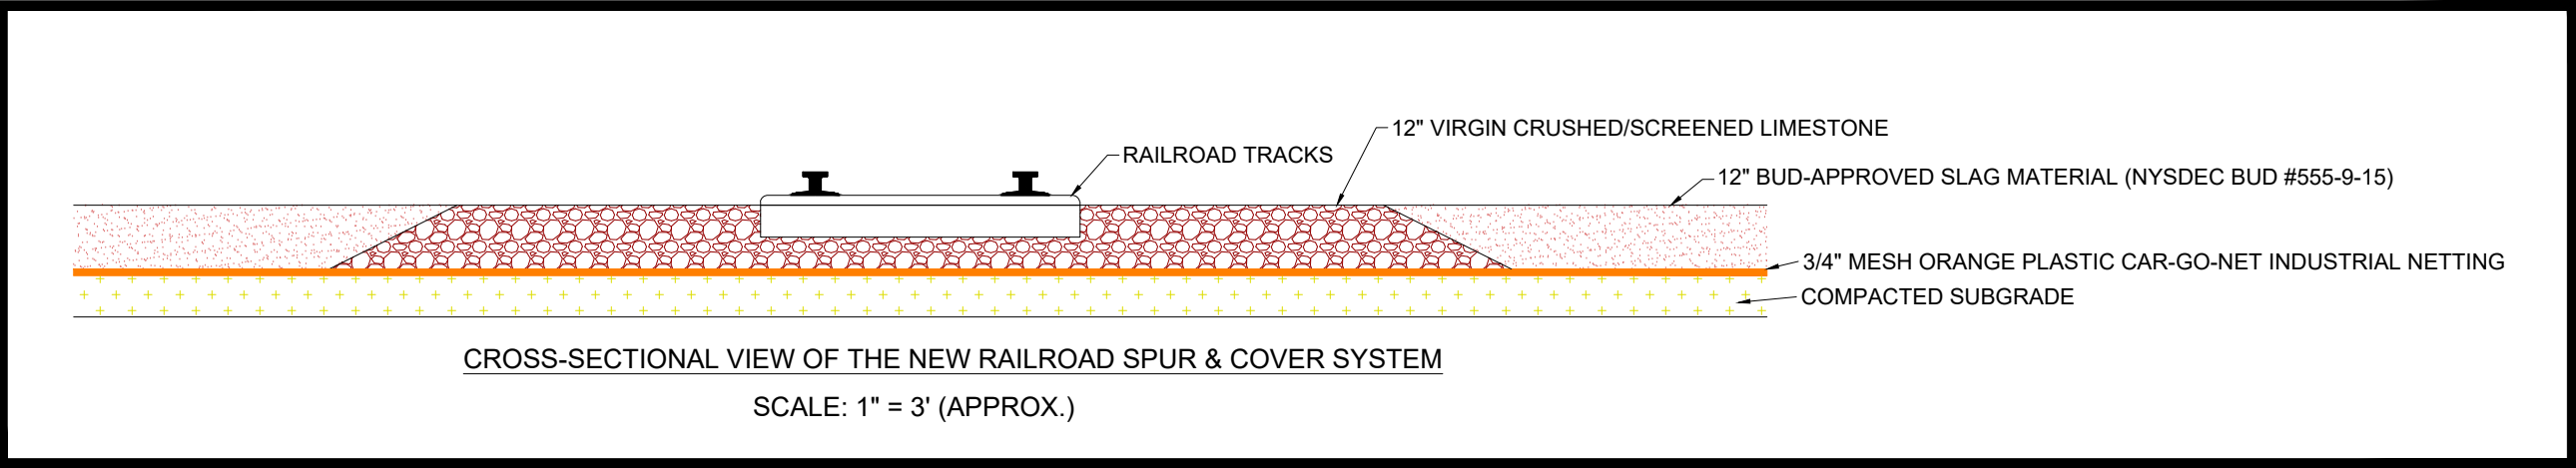 12" VIRGIN CRUSHED/SCREENED LIMESTONE
RAILROAD TRACKS
12" BUD-APPROVED SLAG MATERIAL (NYSDEC BUD #555-9-15)
3/4" MESH ORANGE PLASTIC CAR-GO-NET INDUSTRIAL NETTING
COMPACTED SUBGRADE
CROSS-SECTIONAL VIEW OF THE NEW RAILROAD SPUR & COVER SYSTEM
SCALE: 1" = 3' (APPROX.)